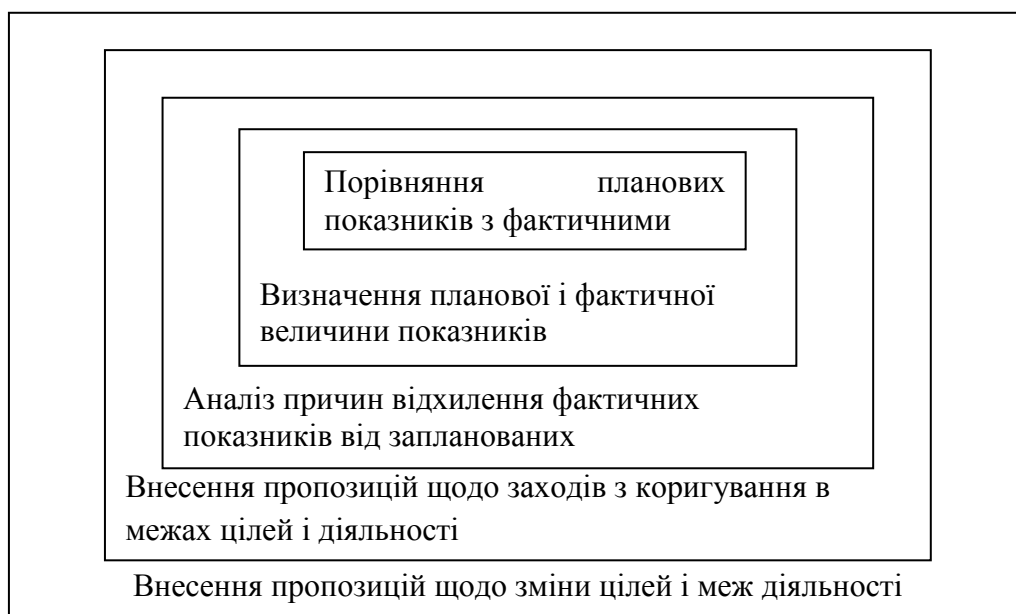 Порівняння планових
показників з фактичними
Визначення планової і фактичної
величини показників
Аналіз причин відхилення фактичних
показників від запланованих
Внесення пропозицій щодо заходів з коригування в
межах цілей і діяльності
Внесення пропозицій щодо зміни цілей і меж діяльності